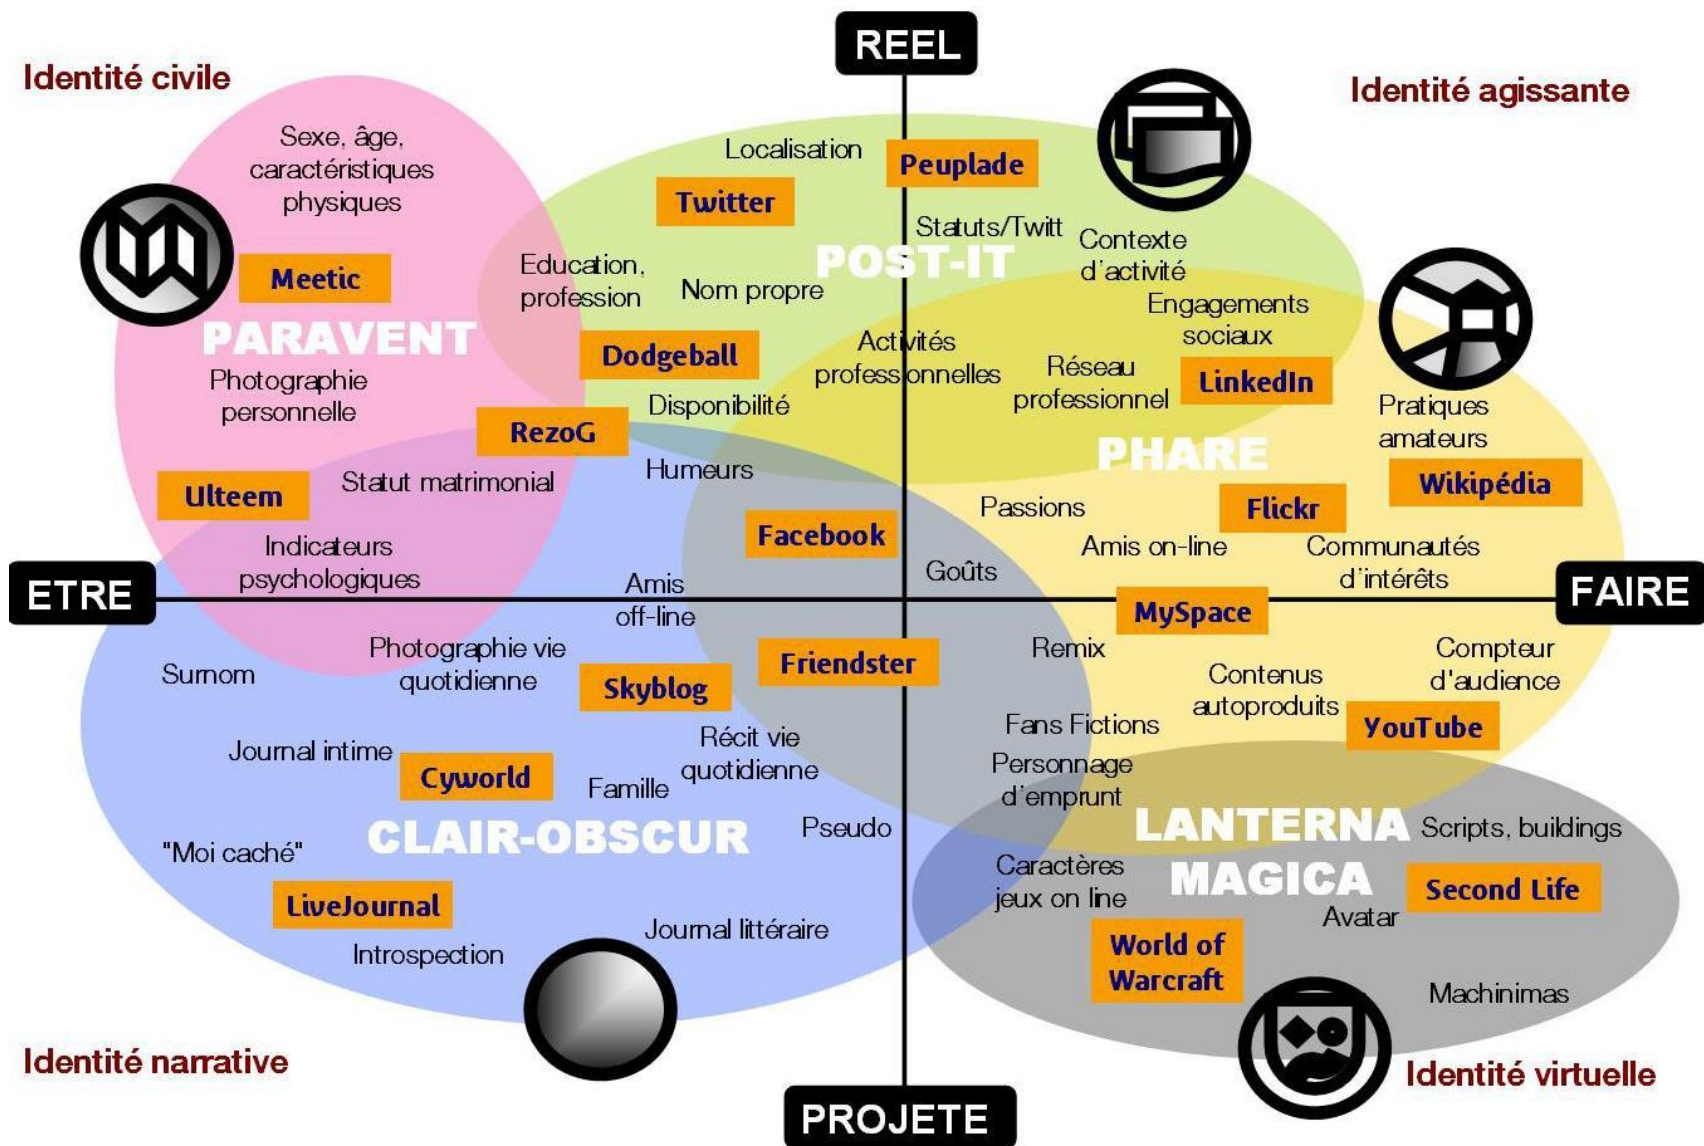 REEL
Identité civile
Identité agissante
Sexe, âge,
caractéristiques
physiques
Localisation
Peuplade
Twitter
Statuts/Twitt
Contexte
d'activité
POST-IT
Meetic
Education,
profession
Nom propre
Engagements
sociaux
PARAVENT
Dodgeball
Activités
professionnelles
Réseau
professionnel
LinkedIn
Photographie
personnelle
Disponibilité
Pratiques
amateurs
RezoG
PHARE
Humeurs
Statut matrimonial
Ulteem
Wikipédia
Passions
Flickr
Facebook
Indicateurs
psychologiques
Amis on-line
Communautés
d'intérêts
Goûts
ETRE
Amis
off-line
FAIRE
MySpace
Surnom
Photographie vie
quotidienne
Friendster
Remix
Compteur
d'audience
Skyblog
Contenus
autoproduits
Fans Fictions
YouTube
Journal intime
Récit vie
quotidienne
Cyworld
Famille
Personnage
d'emprunt
CLAIR-OBSCUR
Pseudo
LANTERNA
MAGICA
Scripts, buildings
"Moi caché"
Caractères
jeux on line
Second Life
LiveJournal
Avatar
Journal littéraire
Introspection
World of
Warcraft
Machinimas
Identité narrative
Identité virtuelle
PROJETE